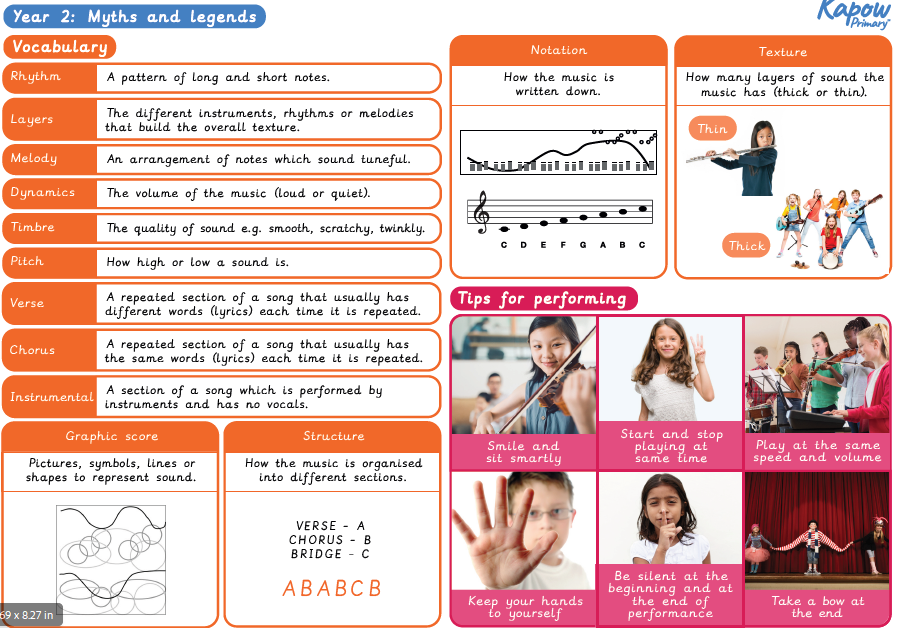 Year 2: Myths and legends
Kapow
Primary™
Vocabulary
Rhythm
A pattern of long and short notes.
Layers
The different instruments, rhythms or melodies
that build the overall texture.
Melody
An arrangement of notes which sound tuneful.
Dynamics
The volume of the music (loud or quiet).
Timbre
The quality of sound e.g. smooth, scratchy, twinkly.
Pitch
How high or low a sound is.
Verse
A repeated section of a song that usually has
different words (lyrics) each time it is repeated.
Chorus
A repeated section of a song that usually has
the same words (lyrics) each time it is repeated.
Instrumental
A section of a song which is performed by
instruments and has no vocals.
Graphic score
Pictures, symbols, lines or
shapes to represent sound.
Structure
How the music is organised
into different sections.
VERSE - A
CHORUS - B
BRIDGE - C
ABABCB
Notation
How the music is
written down.
C D E F G A B C
Texture
How many layers of sound the
music has (thick or thin).
Thin
Thick
Tips for performing
Smile and
sit smartly
Start and stop
playing at
same time
Play at the same
speed and volume
Keep your hands
to yourself
Be silent at the
beginning and at
the end of
performance
Take a bow at
the end
69 x 8.27 in